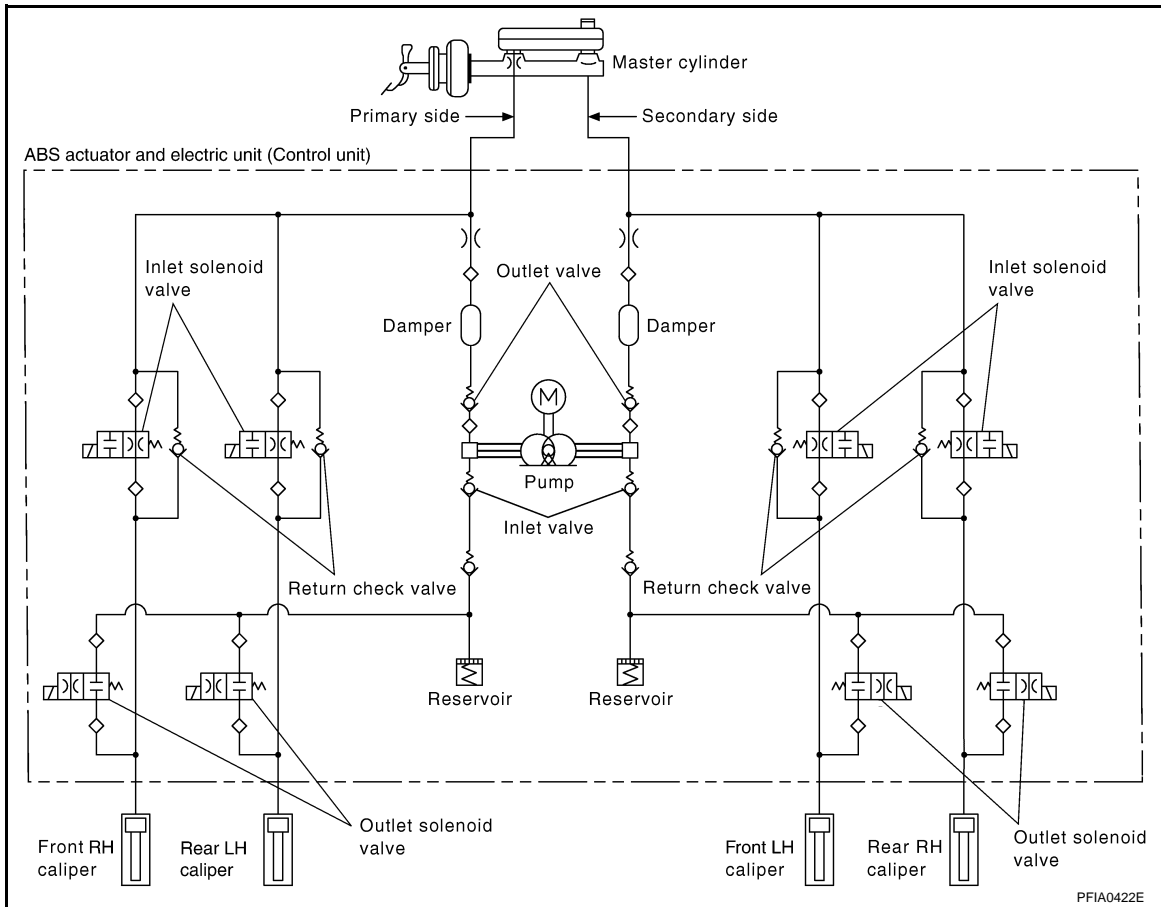 Master cylinder
Primary side
Secondary side
ABS actuator and electric unit (Control unit)
Inlet solenoid
valve
Outlet valve
Inlet solenoid
valve
Damper
Damper
M
Pump
Inlet valve
Return check valve
Return check valve
Reservoir
Reservoir
Outlet solenoid
valve
Outlet solenoid
valve
Front RH
caliper
Rear LH
caliper
Front LH
caliper
Rear RH
caliper
PFIA0422E